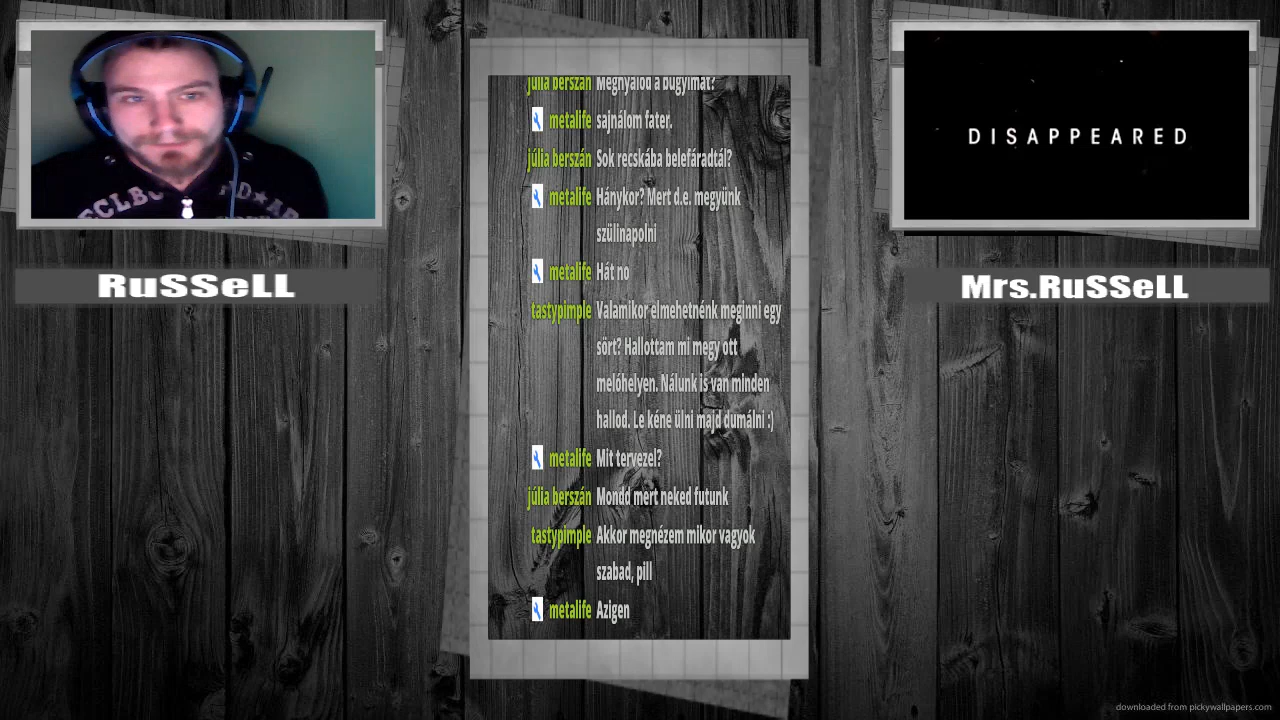 júlia berszán Megnyalod a bugyimat?
metalife sajnálom fater.
júlia berszán Sok recskába belefáradtál?
metalife Hánykor? Mert d.e. megyünk
szülinapolni
metalife Hát no
tastypimple Valamikor elmehetnénk meginni egy
sört? Hallottam mi megy ott
melóhelyen. Nálunk is van minden
hallod. Le kéne ülni majd dumálni :)
metalife Mit tervezel?
júlia berszán Mondd mert neked futunk
tastypimple Akkor megnézem mikor vagyok
szabad, pill
metalife Azigen
RuSSeLL
DISAPPEARED
Mrs.RuSSeLL
downloaded from pickywallpapers.com